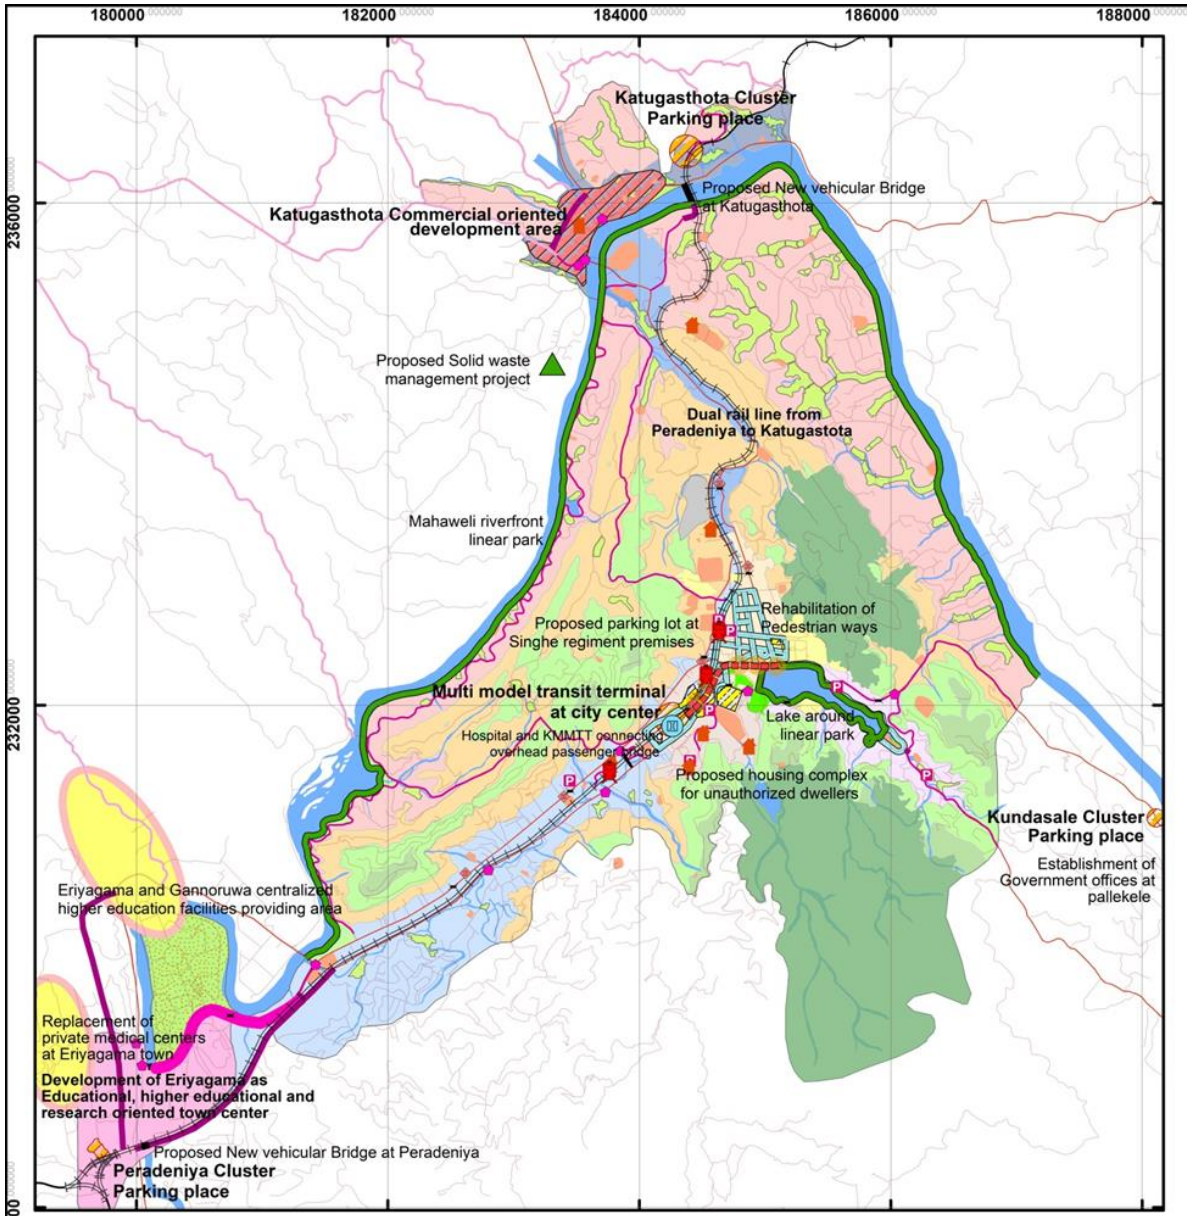 180000
182000
184000
186000
188000
Katugasthota Cluster
Parking place
Proposed New vehicular Bridge
at Katugasthota
236000
Katugasthota Commercial oriented
development area
Proposed Solid waste
management project
Dual rail line from
Peradeniya to Katugastota
Mahaweli riverfront
linear park
Rehabilitation of
Pedestrian ways
Proposed parking lot at
Singhe regiment premises
P
Multi model transit terminal
at city center
P
232000
P
Lake around
linear park
Hospital and KMMTT connecting
overhead passenger bridge
P
P
P
Proposed housing complex
for unauthorized dwellers
Kundasale Cluster
Parking place
Establishment of
Government offices at
pallekele
Eriyagama and Gannoruwa centralized
higher education facilities providing area
Replacement of
private medical centers
at Eriyagama town
Development of Eriyagama as
Educational, higher educational and
research oriented town center
Proposed New vehicular Bridge at Peradeniya
Peradeniya Cluster
Parking place